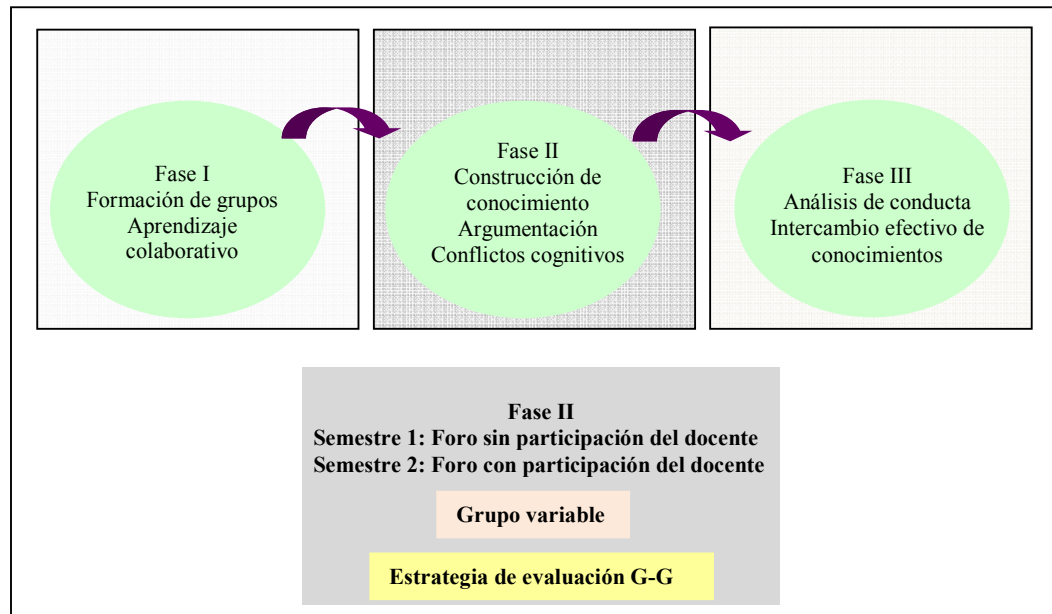 Fase I
Formación de grupos
Aprendizaje
colaborativo
Fase II
Construcción de
conocimiento
Argumentación
Conflictos cognitivos
Fase III
Análisis de conducta
Intercambio efectivo de
conocimientos
Fase II
Semestre 1: Foro sin participación del docente
Semestre 2: Foro con participación del docente
Grupo variable
Estrategia de evaluación G-G